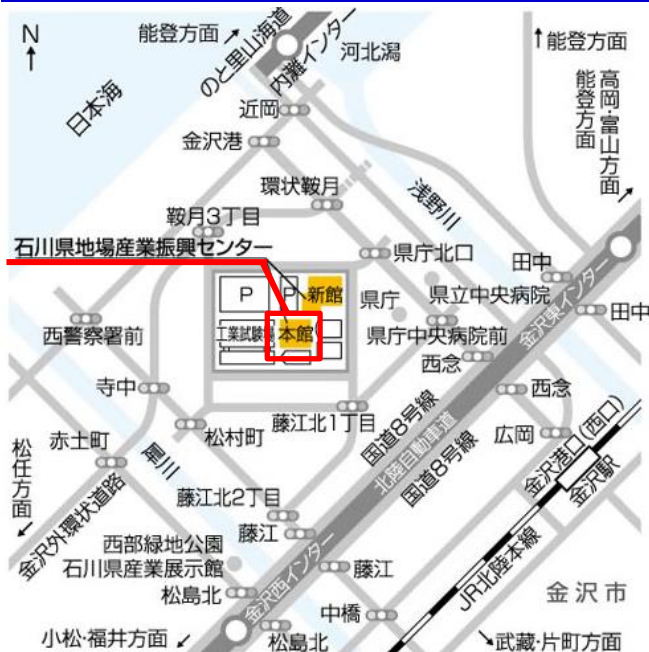 N
能登方面
のと里山海道
内灘インター
河北潟
能登方面
高岡・富山方面
能登方面
日本海
近岡
金沢港
浅野川
環状鞍月
鞍月3丁目
石川県地場産業振興センター
県庁北口
田中
P
P
新館
県庁
県立中央病院
金沢東インター
田中
西警察署前
工業試験場
本館
県庁中央病院前
西念
西念
寺中
藤江北1丁目
国道8号線
北陸自動車道
国道8号線
広岡
金沢港口(西口)
金沢駅
松任方面
赤土町
松村町
犀川
金沢外環状道路
藤江北2丁目
藤江
西部緑地公園
石川県産業展示館
藤江
JR北陸本線
金沢市
松島北
金沢西インター
中橋
小松・福井方面
松島北
武蔵・片町方面